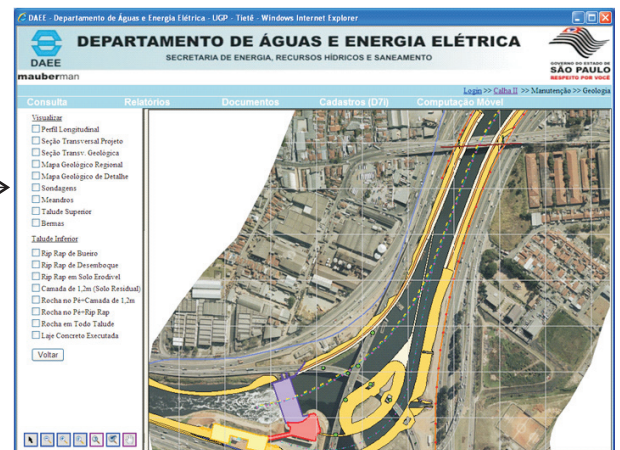 DAEE - Departamento de Águas e Energia Elétrica - UGP - Tietê - Windows Internet Explorer
DAEE
DEPARTAMENTO DE ÁGUAS E ENERGIA ELÉTRICA
SECRETARIA DE ENERGIA, RECURSOS HÍDRICOS E SANEAMENTO
GOVERNO DO ESTADO DE
SÃO PAULO
RESPEITO POR VOCÊ
mauberman
Login >> Calha II >> Manutenção >> Geologia
Consulta Relatórios Documentos Cadastros (D7i) Computação Móvel
Visualizar
Perfil Longitudinal
Seção Transversal Projeto
Seção Transv. Geológica
Mapa Geológico Regional
Mapa Geológico de Detalhe
Sondagens
Meandros
Talude Superior
Bermas
Talude Inferior
Rip Rap de Bueiro
Rip Rap de Desemboque
Rip Rap em Solo Erodível
Camada de 1,2m (Solo Residual)
Rocha no Pé+Camada de 1,2m
Rocha no Pé+Rip Rap
Rocha em Todo Talude
Laje Concreto Executada
Voltar